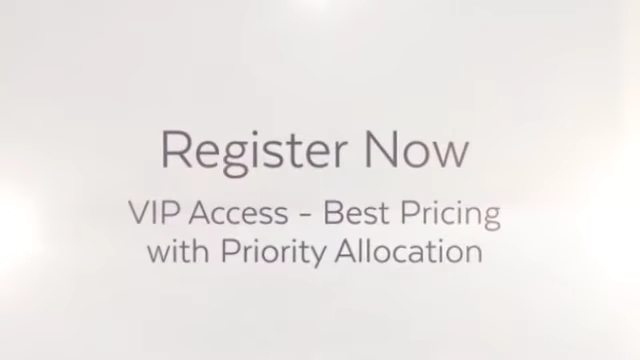 Register Now
VIP Access - Best Pricing
with Priority Allocation